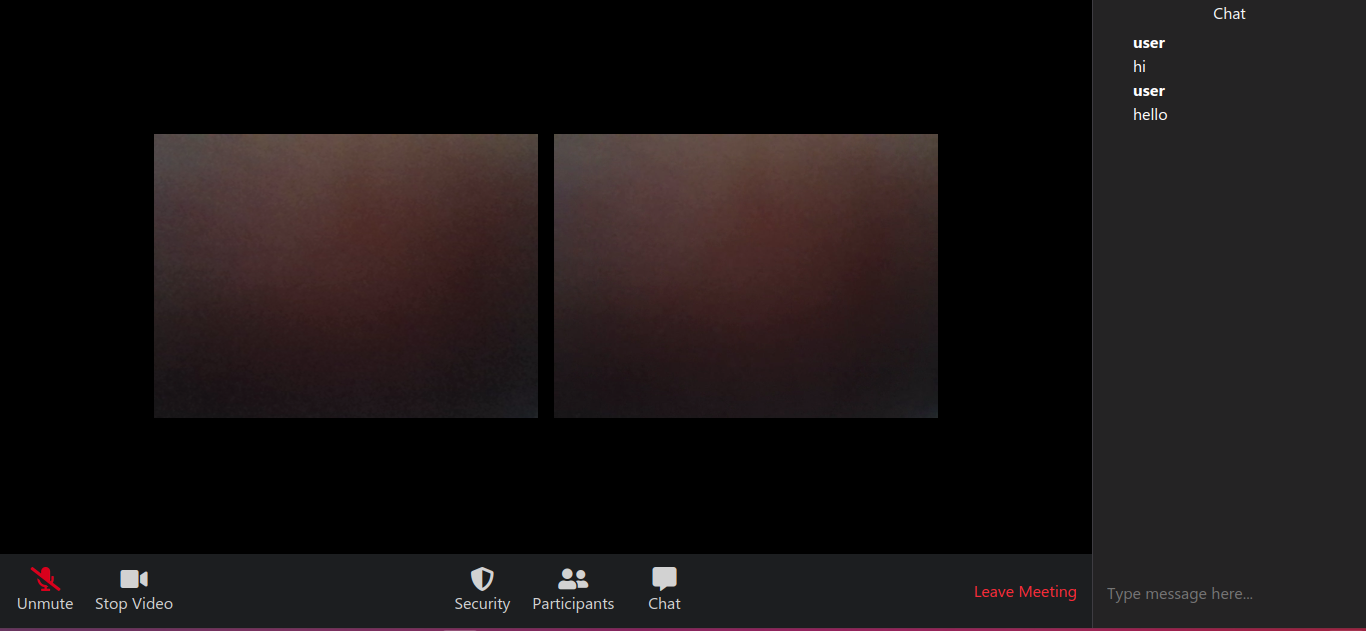 Chat
user
hi
user
hello
Unmute
Stop Video
Security
Participants
Chat
Leave Meeting
Type message here...